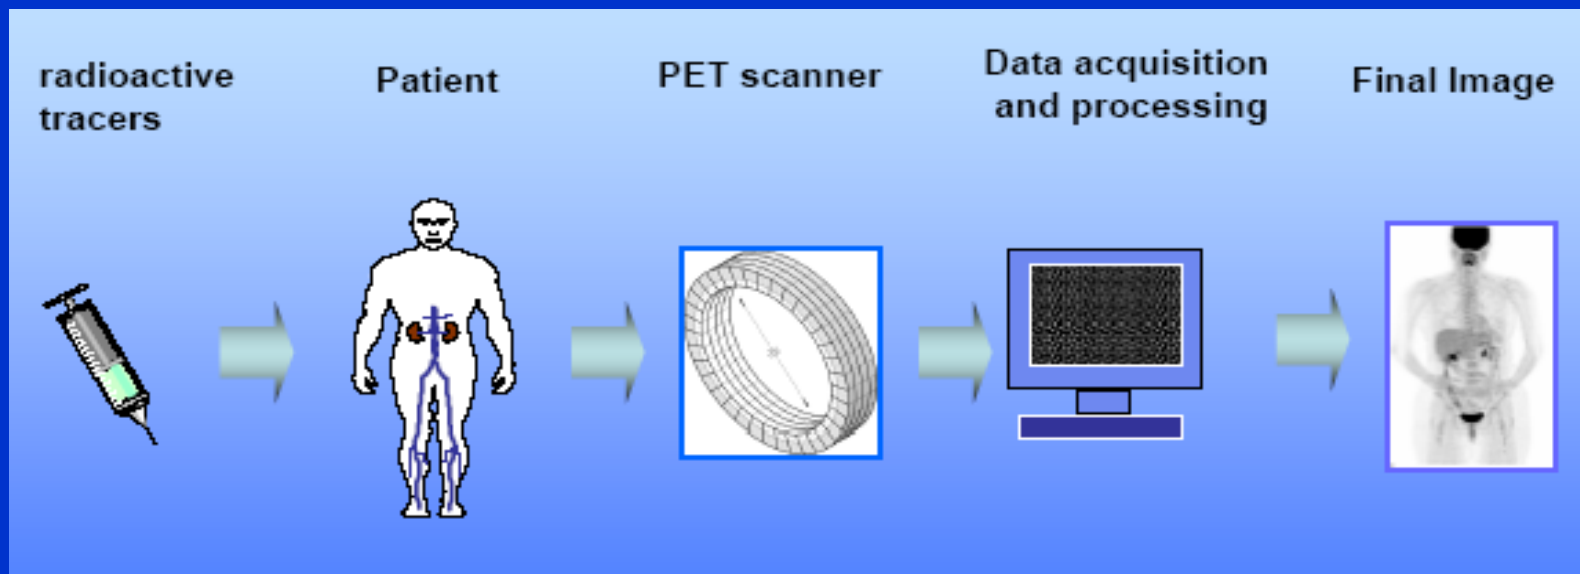 radioactive
tracers
Patient
PET scanner
Data acquisition
and processing
Final Image